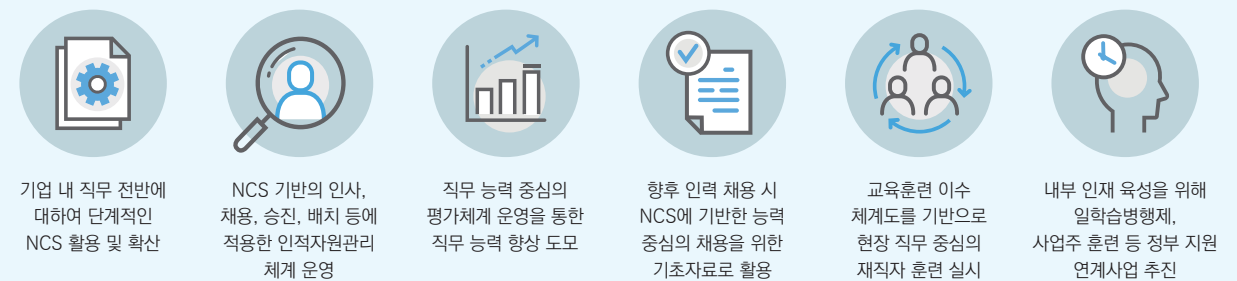 기업 내 직무 전반에
대하여 단계적인
NCS 활용 및 확산
NCS 기반의 인사,
채용, 승진, 배치 등에
적용한 인적자원관리
체계 운영
직무 능력 중심의
평가체계 운영을 통한
직무 능력 향상 도모
향후 인력 채용 시
NCS에 기반한 능력
중심의 채용을 위한
기초자료로 활용
교육훈련 이수
체계도를 기반으로
현장 직무 중심의
재직자 훈련 실시
내부 인재 육성을 위해
일학습병행제,
사업주 훈련 등 정부 지원
연계사업 추진